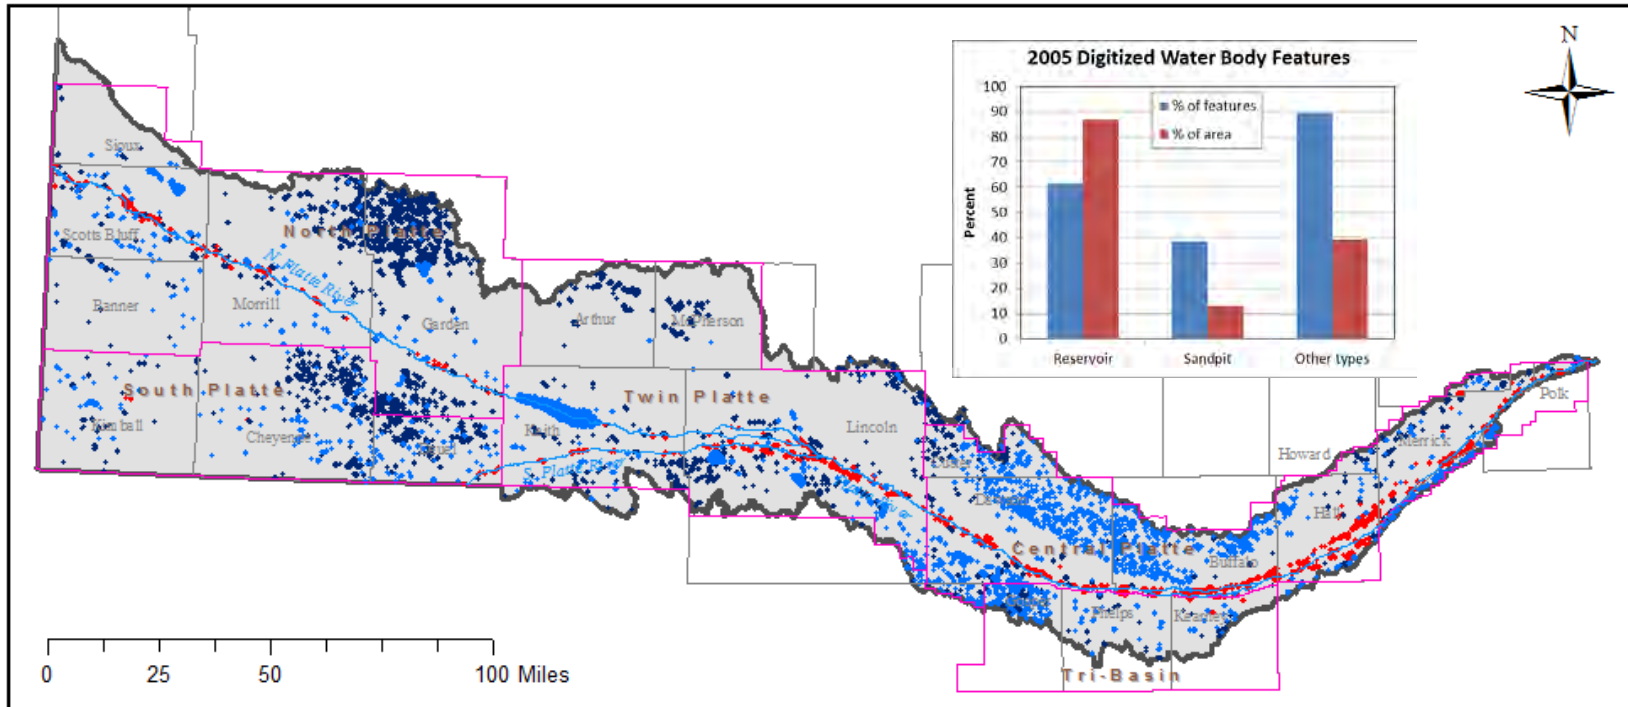 N
2005 Digitized Water Body Features
100
90
80
70
60
50
40
30
20
10
0
Percent
% of features
% of area
Reservoir
Sandpit
Other types
Sioux
Scotts Bluff
North Platte
N Platte River
Banner
Morrill
Garden
Arthur
McPherson
South Platte
Kimball
Cheyenne
Deuel
Keith
Twin Platte
S. Platte River
Lincoln
Custer
River
Central Platte
Buffalo
Phelps
Kearney
Tri-Basin
Howard
Hall
Merrick
Polk
0
25
50
100 Miles